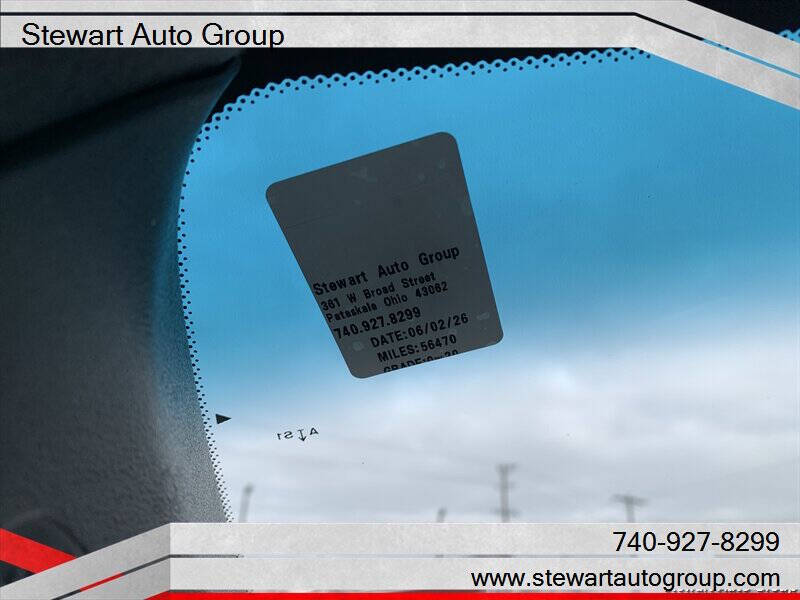 Stewart Auto Group
Stewart Auto Group
361 W Broad Street
Pataskala Ohio 43062
740.927.8299
DATE:06/02/26
MILES:56470
740-927-8299
www.stewartautogroup.com